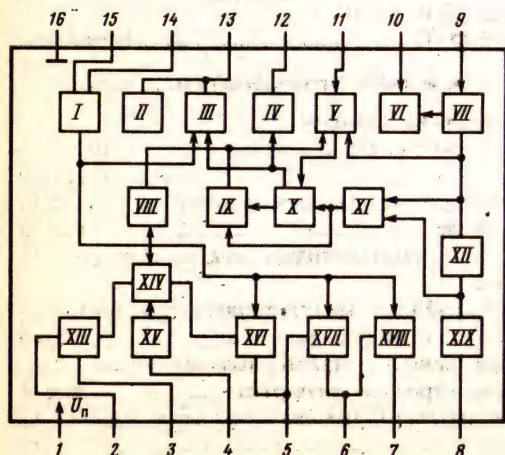 16 15 14 13 12 11 10 9
I II III IV V VI VII
VIII IX X XI
XII
XIV
XIII XV XVI XVII XVIII XIX
Uп
1 2 3 4 5 6 7 8